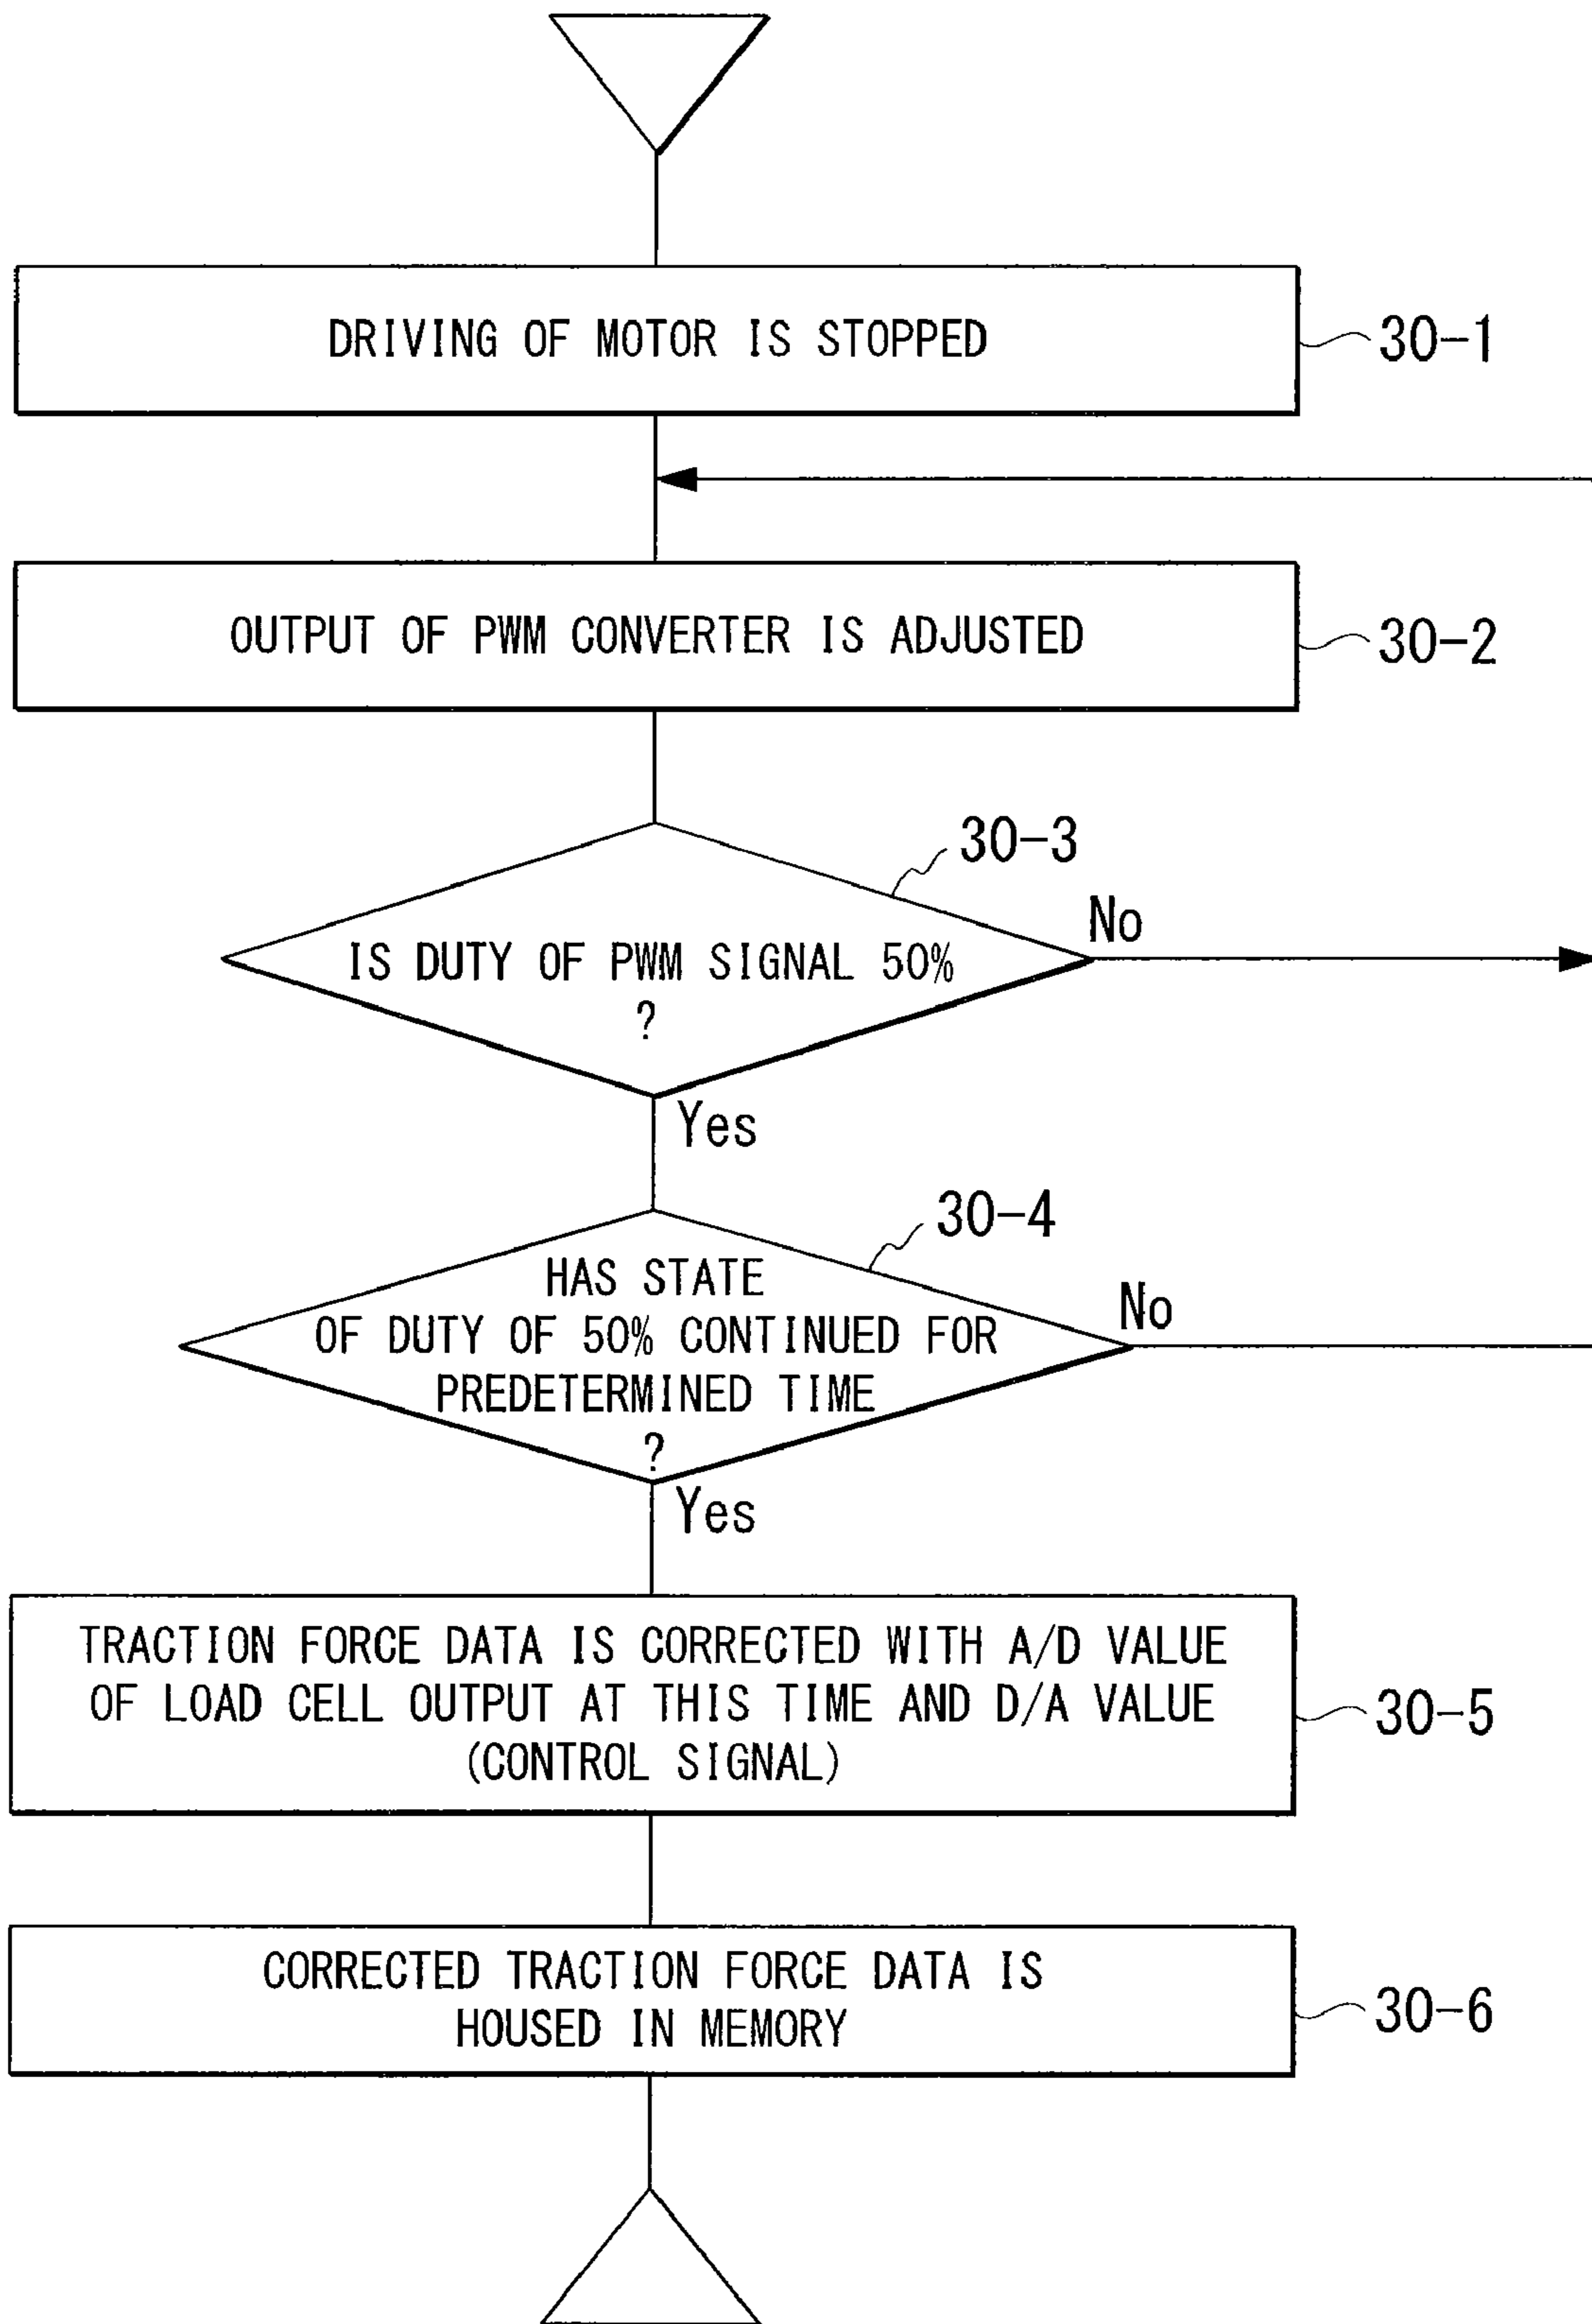 DRIVING OF MOTOR IS STOPPED
30-1
OUTPUT OF PWM CONVERTER IS ADJUSTED
30-2
30-3
No
IS DUTY OF PWM SIGNAL 50%
?
Yes
30-4
No
HAS STATE
OF DUTY OF 50% CONTINUED FOR
PREDETERMINED TIME
?
Yes
TRACTION FORCE DATA IS CORRECTED WITH A/D VALUE
OF LOAD CELL OUTPUT AT THIS TIME AND D/A VALUE
(CONTROL SIGNAL)
30-5
CORRECTED TRACTION FORCE DATA IS
HOUSED IN MEMORY
30-6